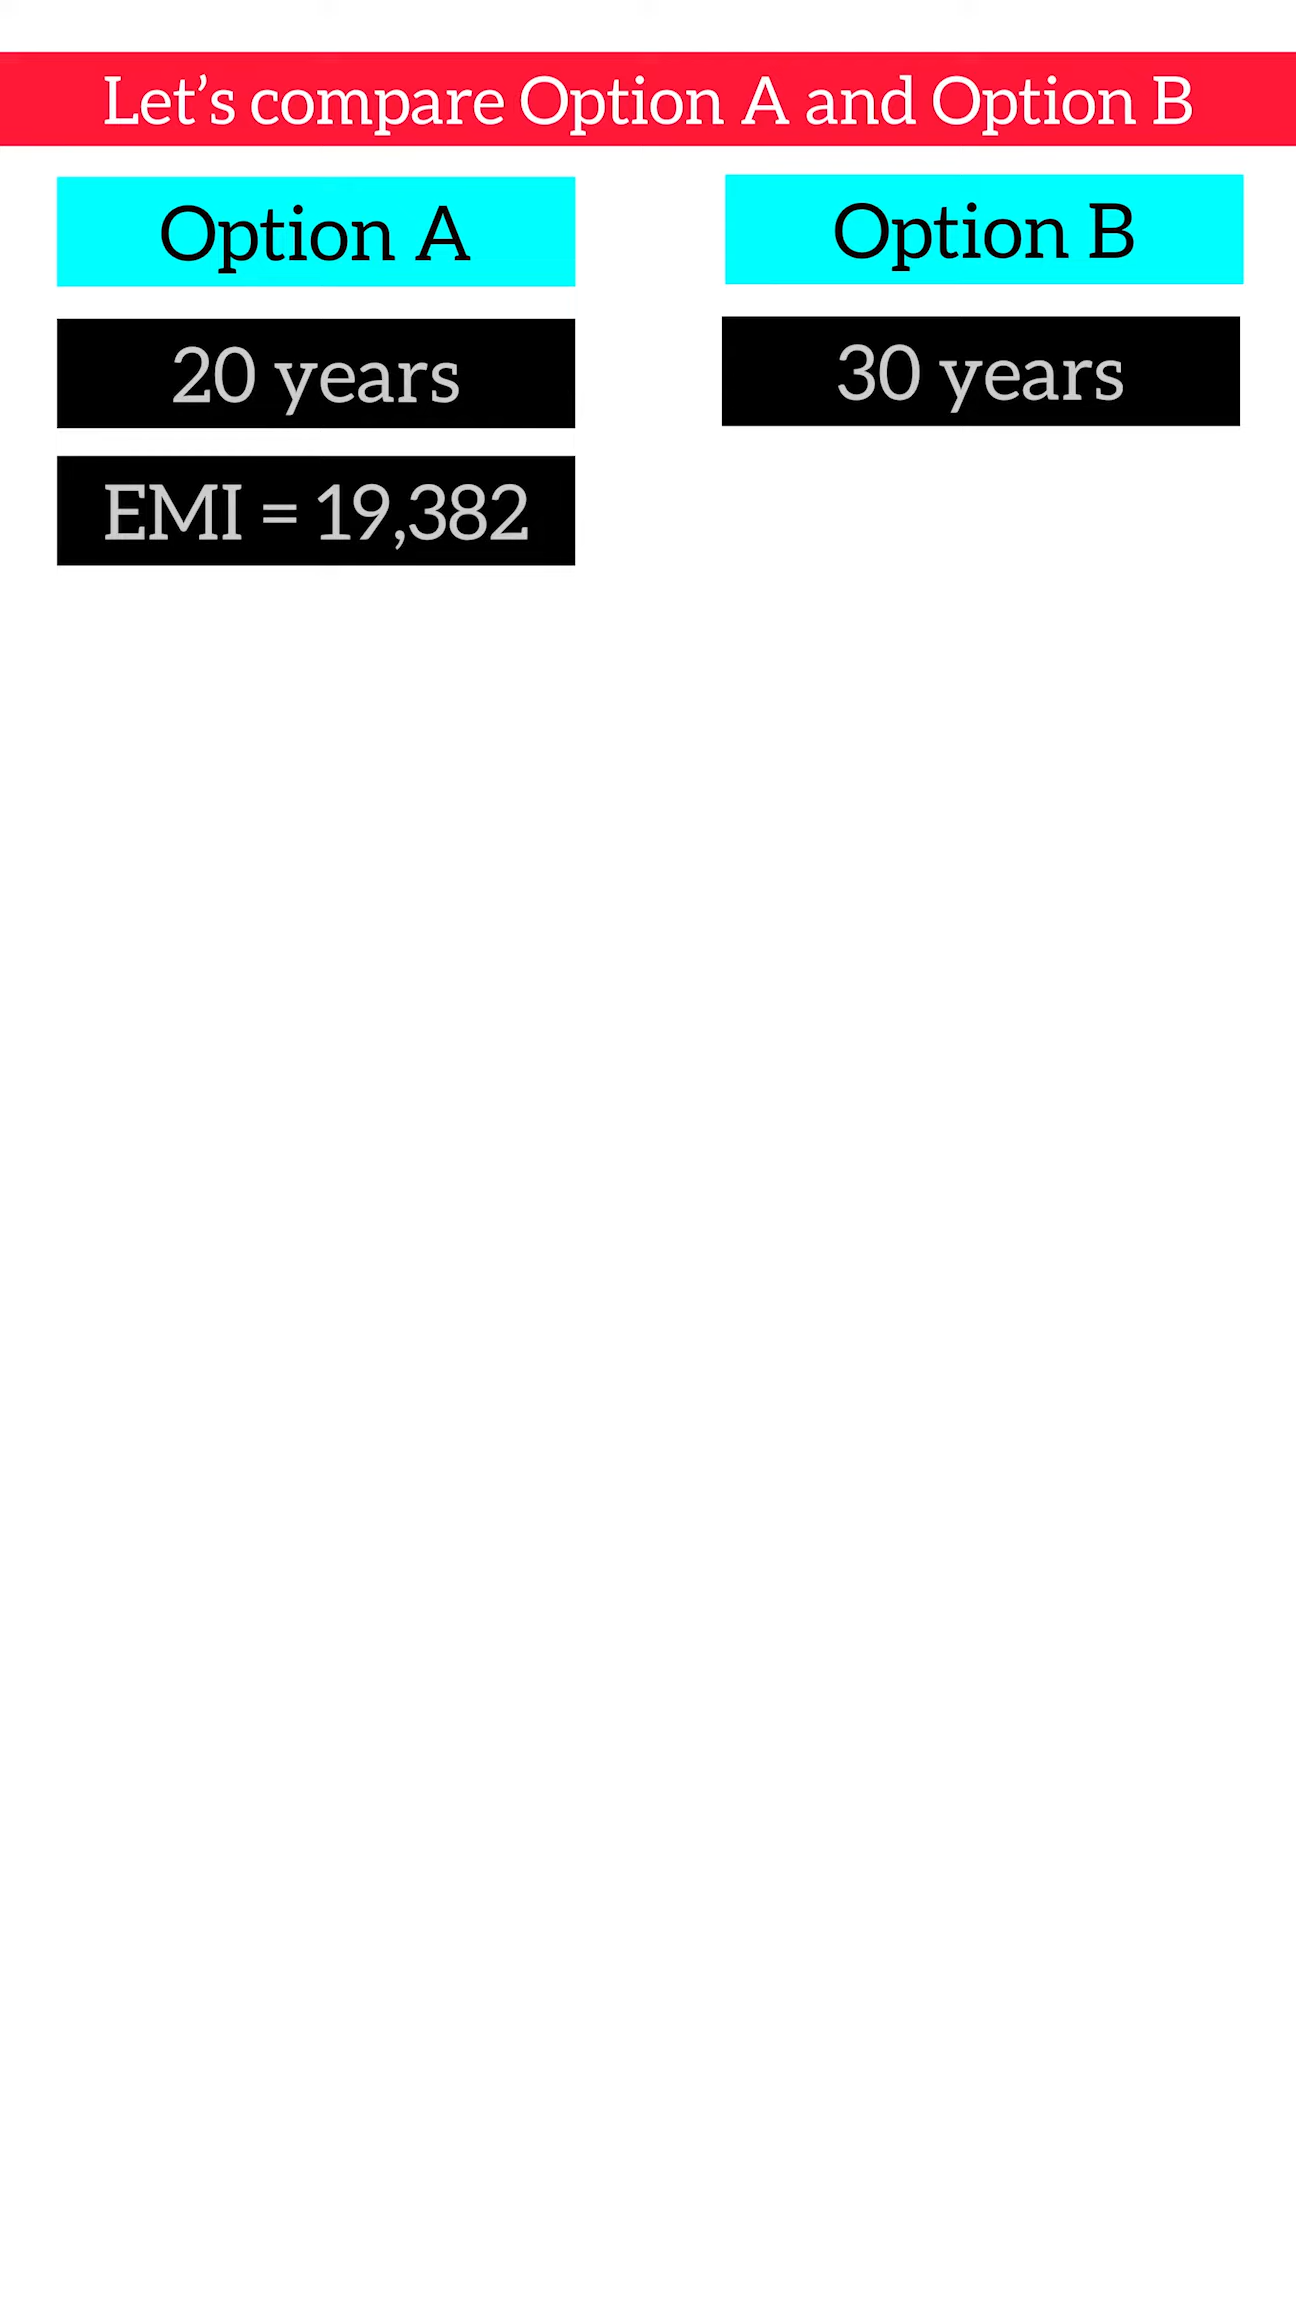 Let’s compare Option A and Option B
Option A
Option B
20 years
30 years
EMI = 19,382